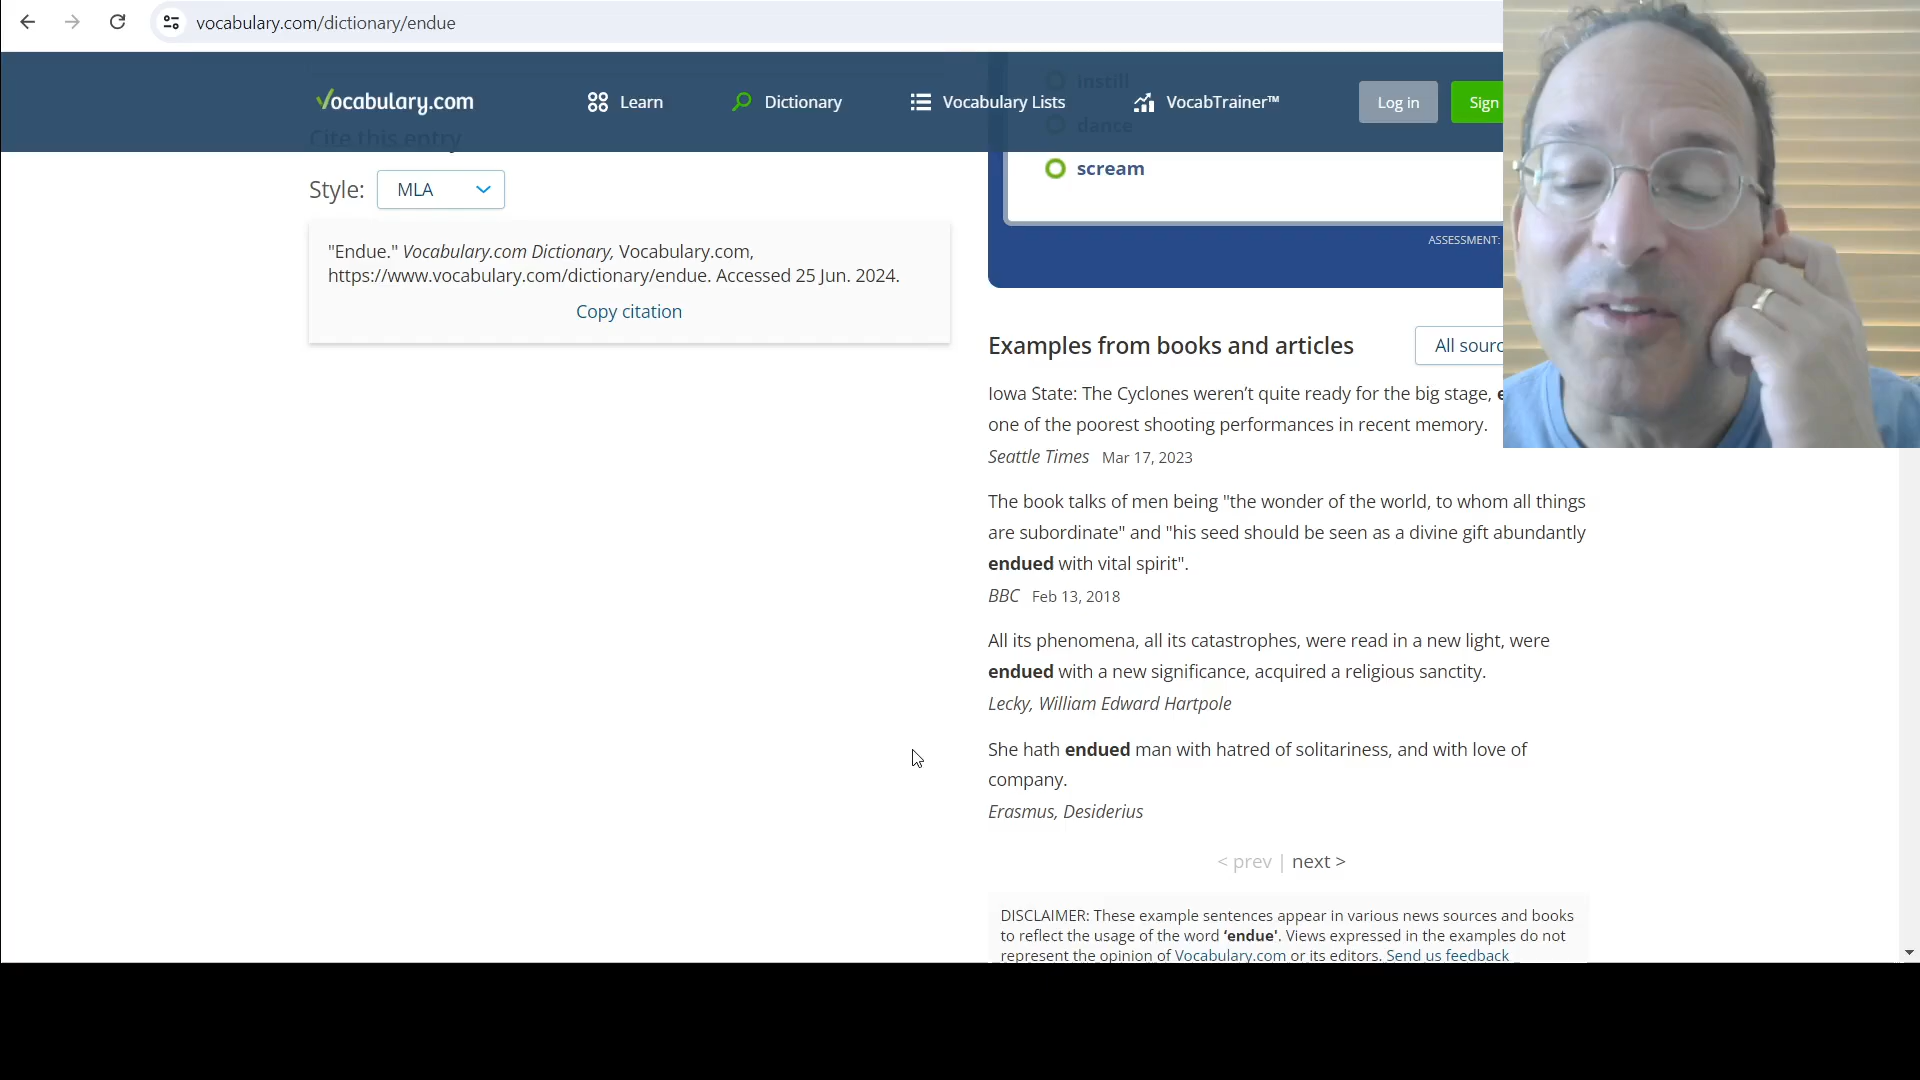 vocabulary.com/dictionary/endue
Vocabulary.com
Learn
Dictionary
Vocabulary Lists
VocabTrainer™
Log in
Sign
Cite this entry
Style: MLA
"Endue." Vocabulary.com Dictionary, Vocabulary.com,
https://www.vocabulary.com/dictionary/endue. Accessed 25 Jun. 2024.
Copy citation
instill
dance
scream
ASSESSMENT:
Examples from books and articles
All sourc
Iowa State: The Cyclones weren’t quite ready for the big stage,
one of the poorest shooting performances in recent memory.
Seattle Times Mar 17, 2023
The book talks of men being "the wonder of the world, to whom all things
are subordinate" and "his seed should be seen as a divine gift abundantly
endued with vital spirit".
BBC Feb 13, 2018
All its phenomena, all its catastrophes, were read in a new light, were
endued with a new significance, acquired a religious sanctity.
Lecky, William Edward Hartpole
She hath endued man with hatred of solitariness, and with love of
company.
Erasmus, Desiderius
< prev | next >
DISCLAIMER: These example sentences appear in various news sources and books
to reflect the usage of the word ‘endue'. Views expressed in the examples do not
represent the opinion of Vocabulary.com or its editors. Send us feedback